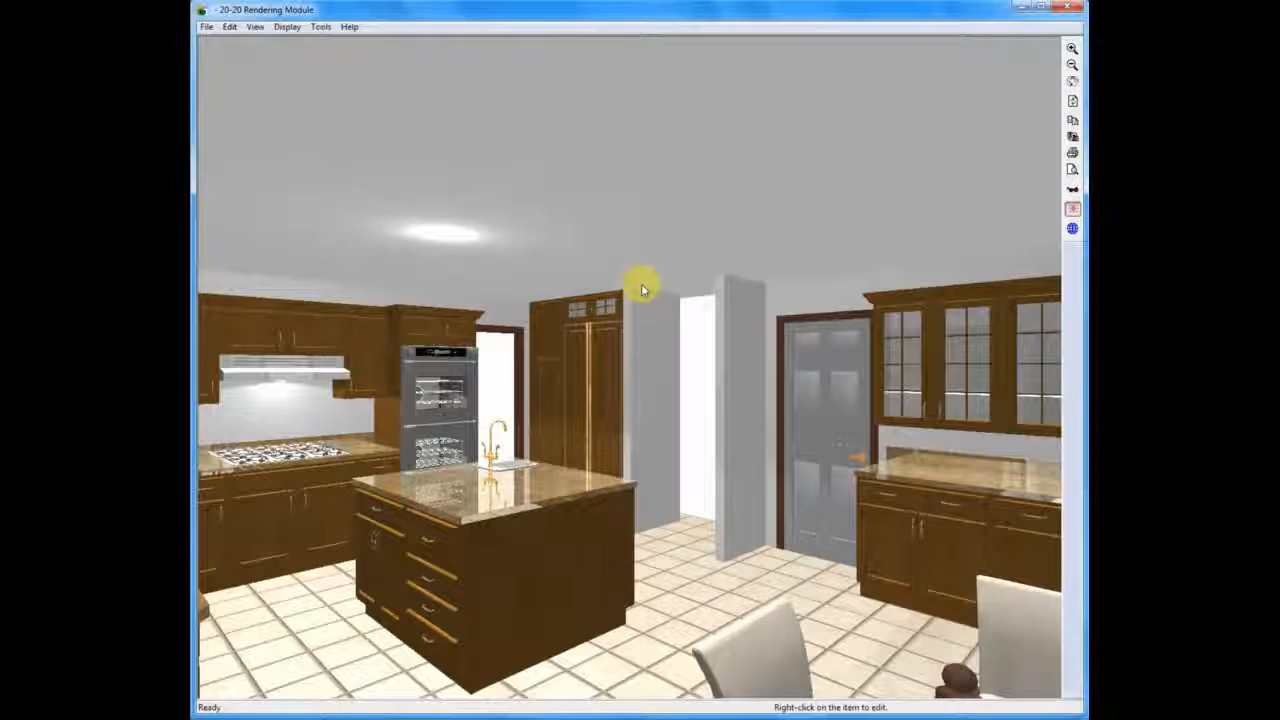 - 20-20 Rendering Module
File Edit View Display Tools Help
Ready
Right-click on the item to edit.